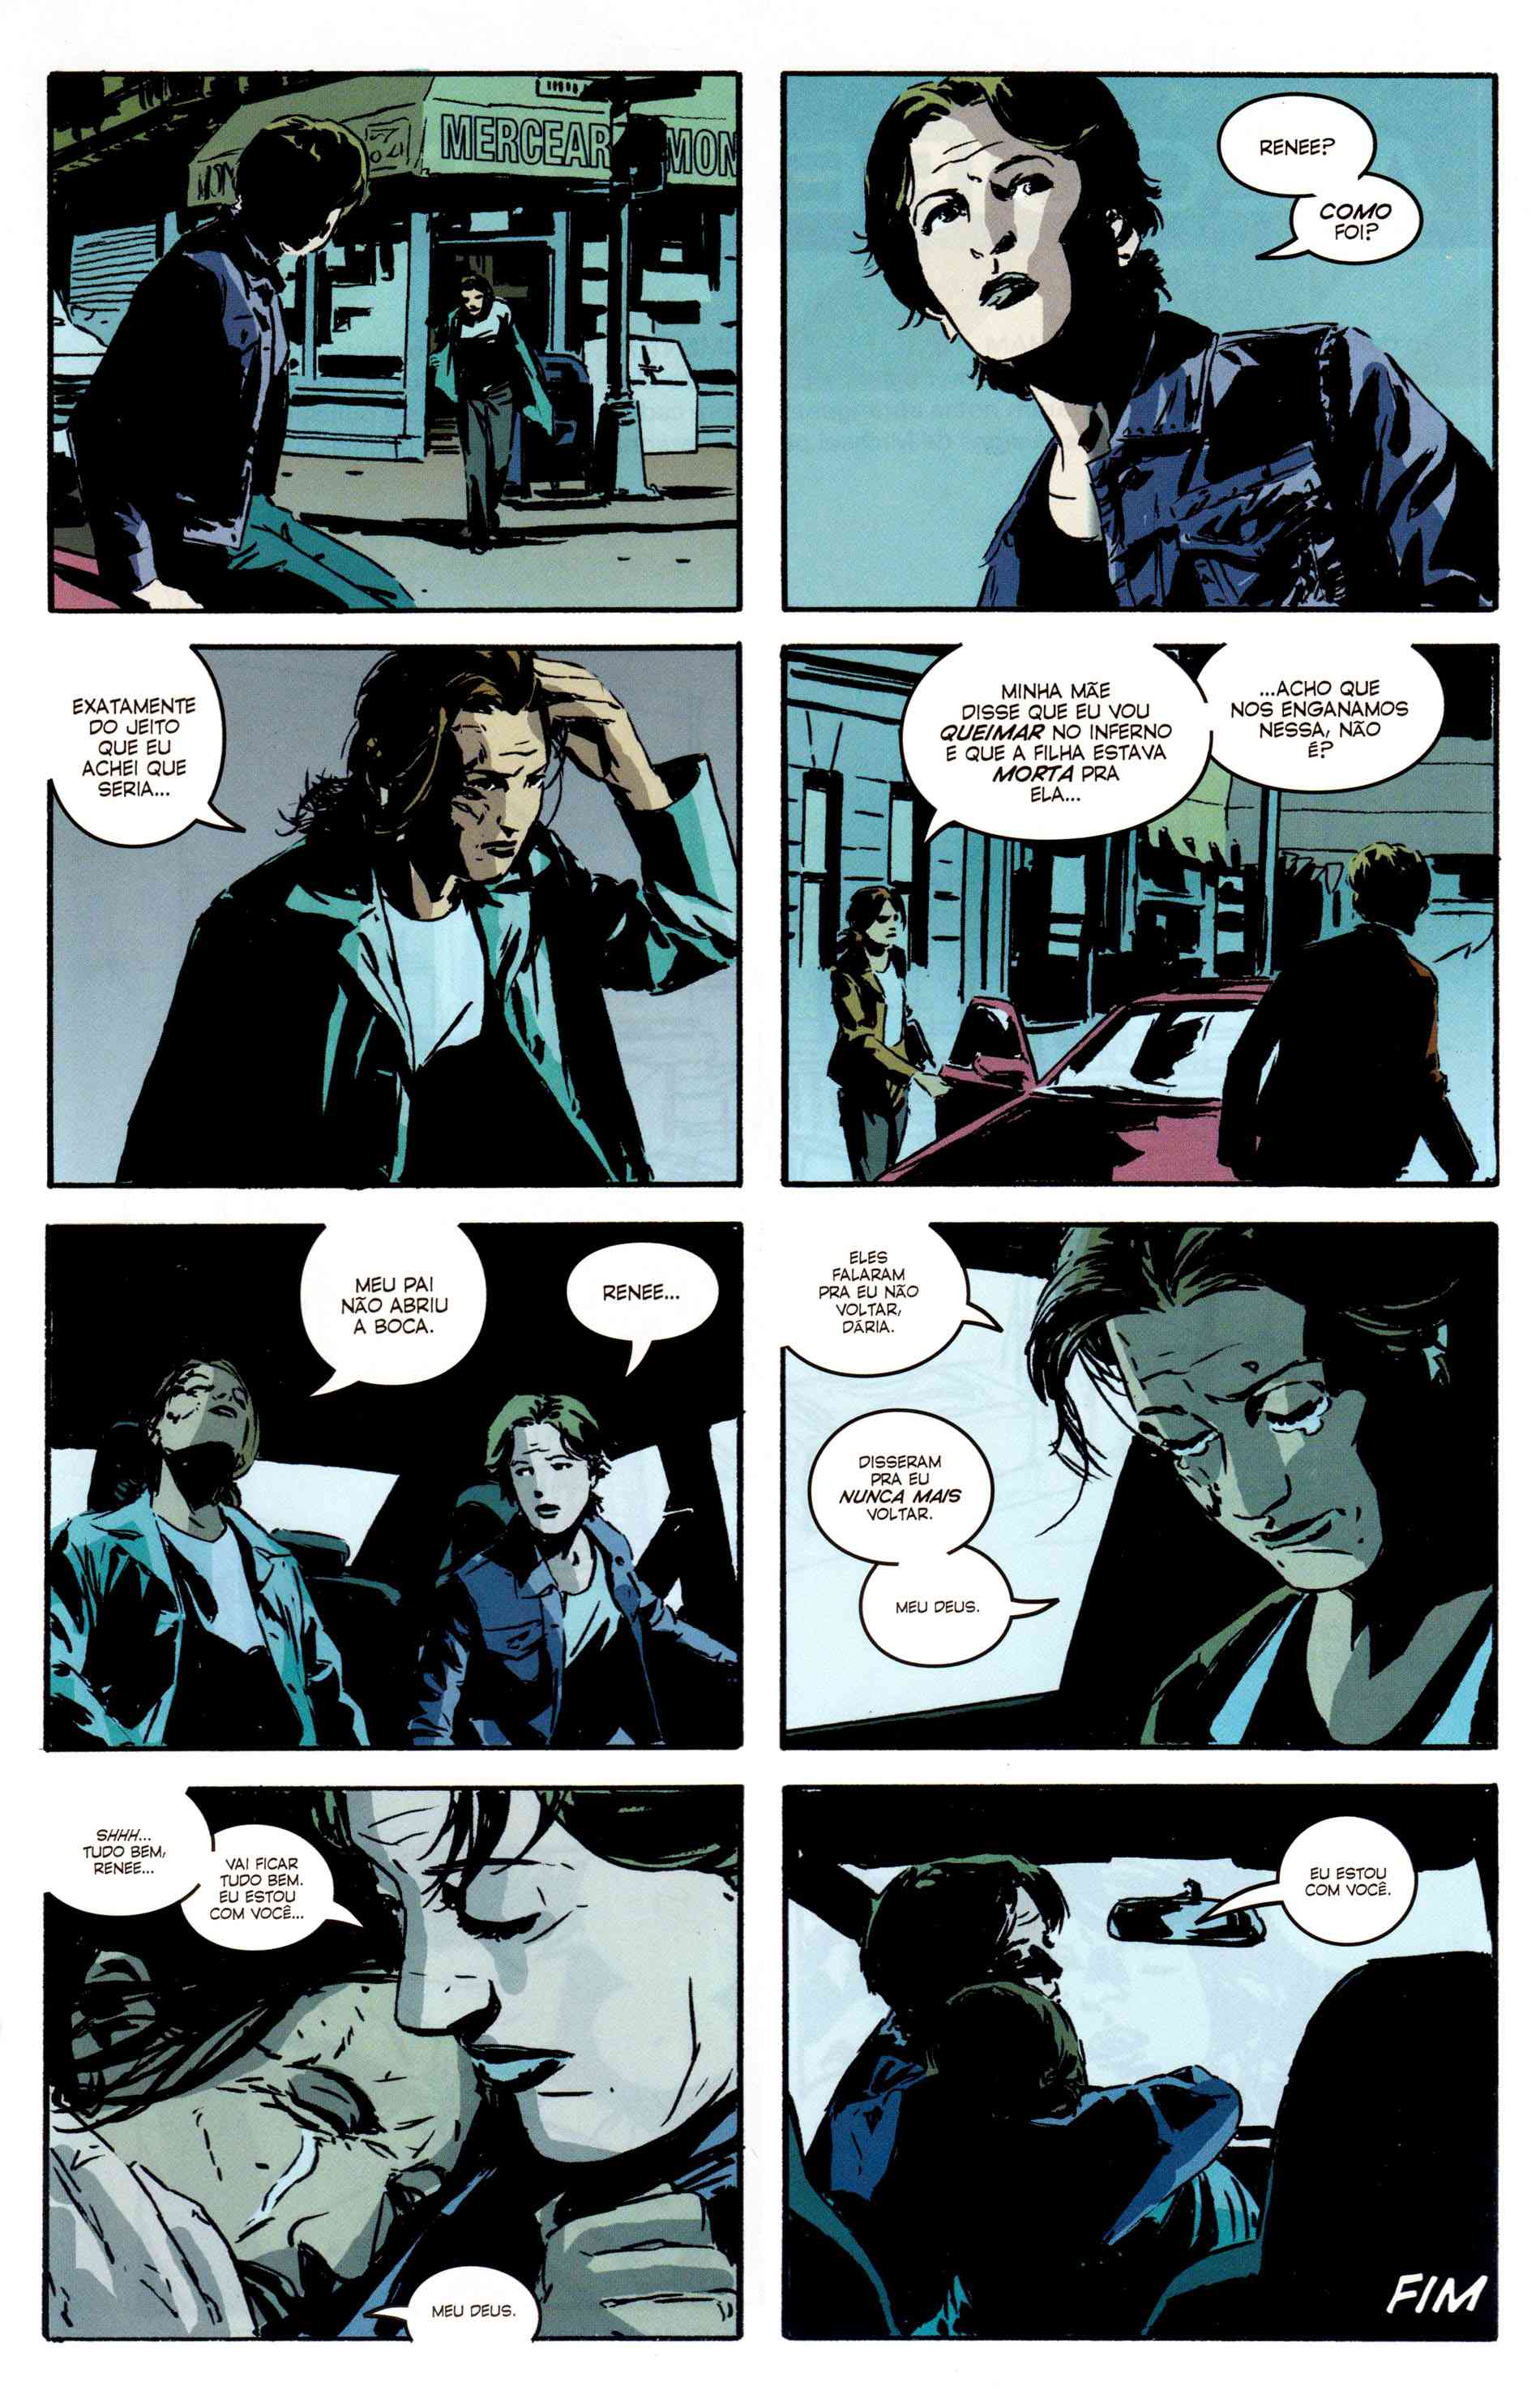 MERCEAR
MON
RENEE?
COMO
FOI?
EXATAMENTE
DO JEITO
QUE EU
ACHEI QUE
SERIA...
MINHA MÃE
DISSE QUE EU VOU
QUEIMAR NO INFERNO
E QUE A FILHA ESTAVA
MORTA PRA
ELA...
...ACHO QUE
NOS ENGANAMOS
NESSA, NÃO
É?
MEU PAI
NÃO ABRIU
A BOCA.
RENEE...
ELES
FALARAM
PRA EU NÃO
VOLTAR,
DÁRIA.
DISSERAM
PRA EU
NUNCA MAIS
VOLTAR.
MEU DEUS.
SHHH...
TUDO BEM,
RENEE...
VAI FICAR
TUDO BEM.
EU ESTOU
COM VOCÊ...
MEU DEUS.
EU ESTOU
COM VOCÊ.
FIM